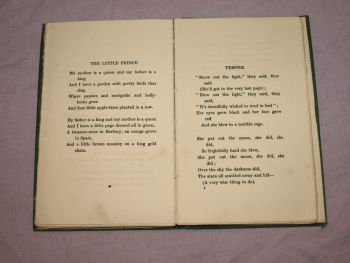 THE LITTLE PRINCE
My mother is a queen and my father is a
king
And I have a garden with pretty birds that
sing,
Where pansies and marigolds and holly-
hocks grow
And four little apple-trees planted in a row.
My father is a king and my mother is a queen
And I have a little page dressed all in green,
A treasure-mine in Barbary, an orange-grove
in Spain,
And a little brown monkey on a long gold
chain.
TEMPER
"Blow out the light," they said, they
said
(She'd got to the very last page);
"Blow out the light," they said, they
said,
"It's dreadfully wicked to read in bed";
Her eyes grew black and her face grew
red
And she blew in a terrible rage.
She put out the moon, she did, she
did,
So frightfully hard she blew,
She put out the moon, she did, she
did;
Over the sky the darkness slid,
The stars all scuttled away and hid—
(A very wise thing to do).